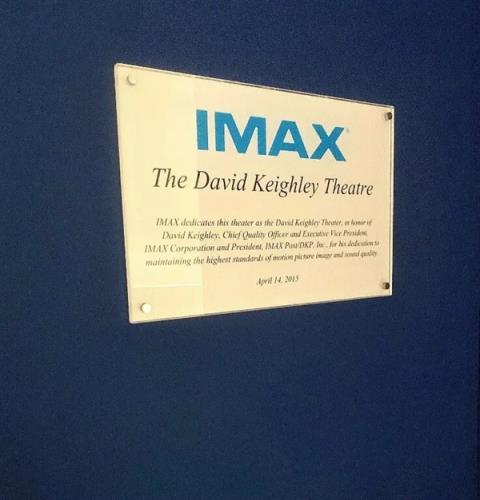 IMAX®
The David Keighley Theatre
IMAX dedicates this theater as the David Keighley Theater, in honor of
David Keighley, Chief Quality Officer and Executive Vice President,
IMAX Corporation and President, IMAX Post/DKP, Inc., for his dedication to
maintaining the highest standards of motion picture image and sound quality.
April 14, 2015